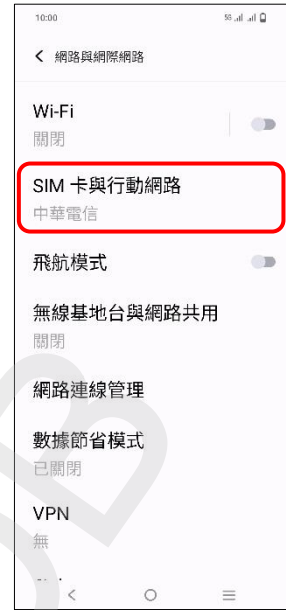 10:00
5G
網路與網際網路
Wi-Fi
關閉
SIM 卡與行動網路
中華電信
飛航模式
無線基地台與網路共用
關閉
網路連線管理
數據節省模式
已關閉
VPN
無